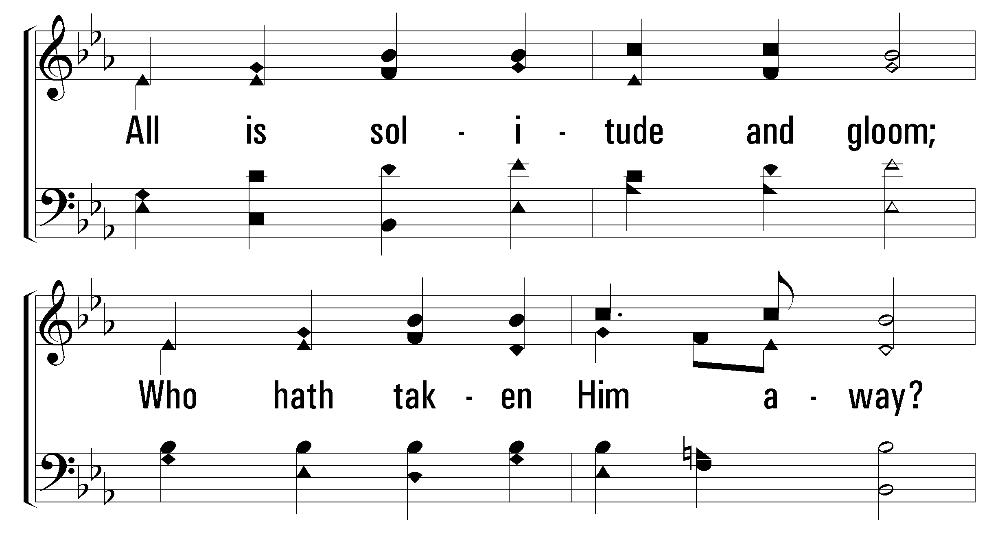 All is sol - i - tude and gloom;
Who hath tak - en Him a - way?